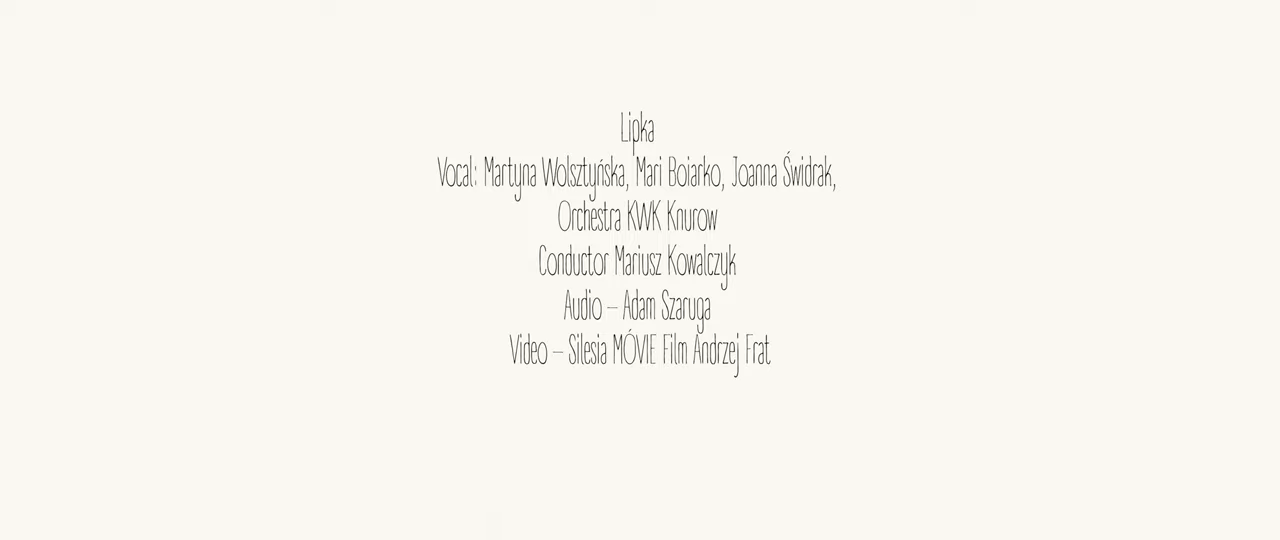 Lipka
Vocal: Martyna Wolsztyńska, Mari Boiarko, Joanna Świdrak,
Orchestra KWK Knurow
Conductor Mariusz Kowalczyk
Audio – Adam Szaruga
Video – Silesia MÓVIE Film Andrzej Frat